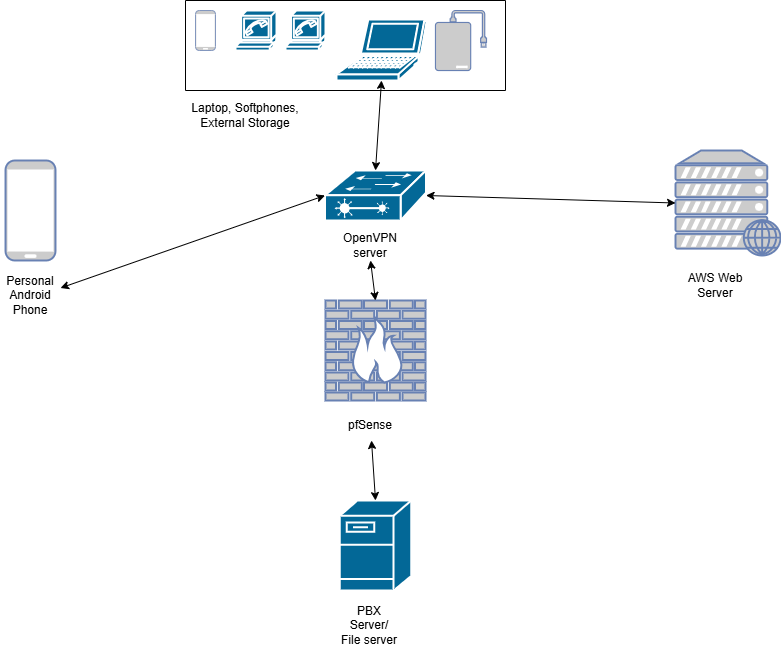 Laptop, Softphones,
External Storage
OpenVPN
server
Personal
Android
Phone
AWS Web
Server
pfSense
PBX
Server/
File server